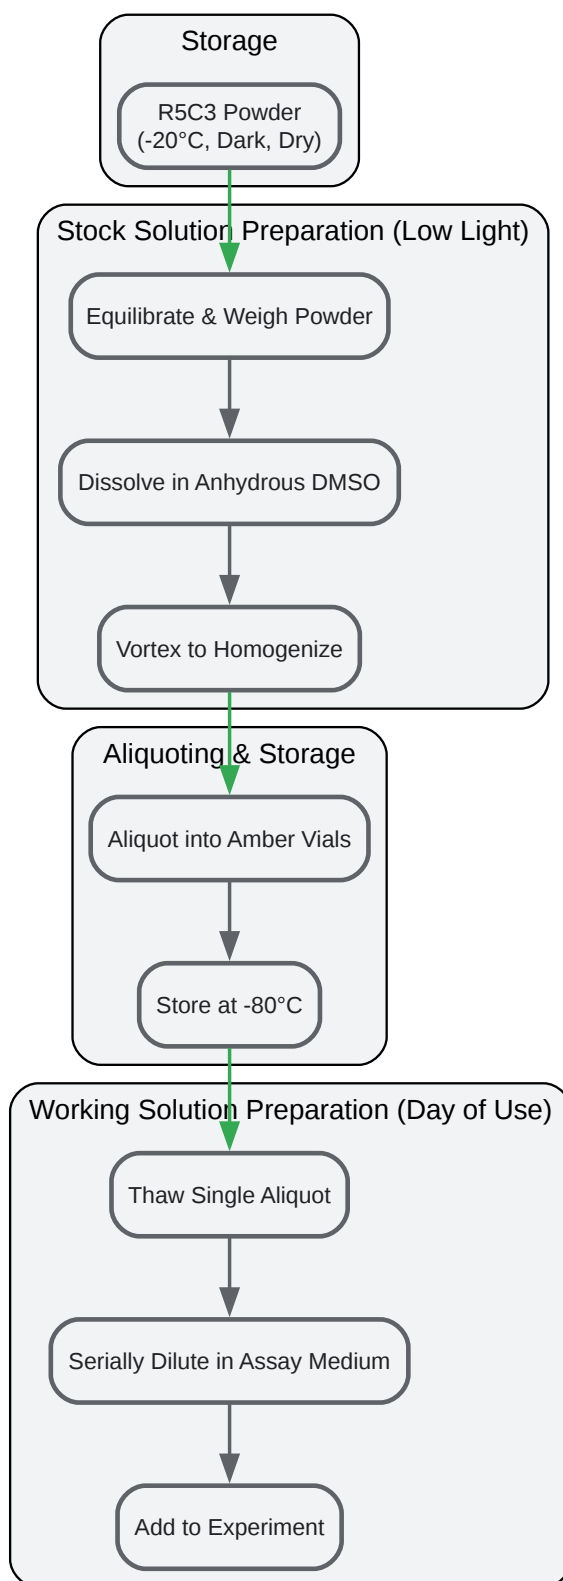 Storage
R5C3 Powder
(-20°C, Dark, Dry)
Stock Solution Preparation (Low Light)
Equilibrate & Weigh Powder
Dissolve in Anhydrous DMSO
Vortex to Homogenize
Aliquoting & Storage
Aliquot into Amber Vials
Store at -80°C
Working Solution Preparation (Day of Use)
Thaw Single Aliquot
Serially Dilute in Assay Medium
Add to Experiment